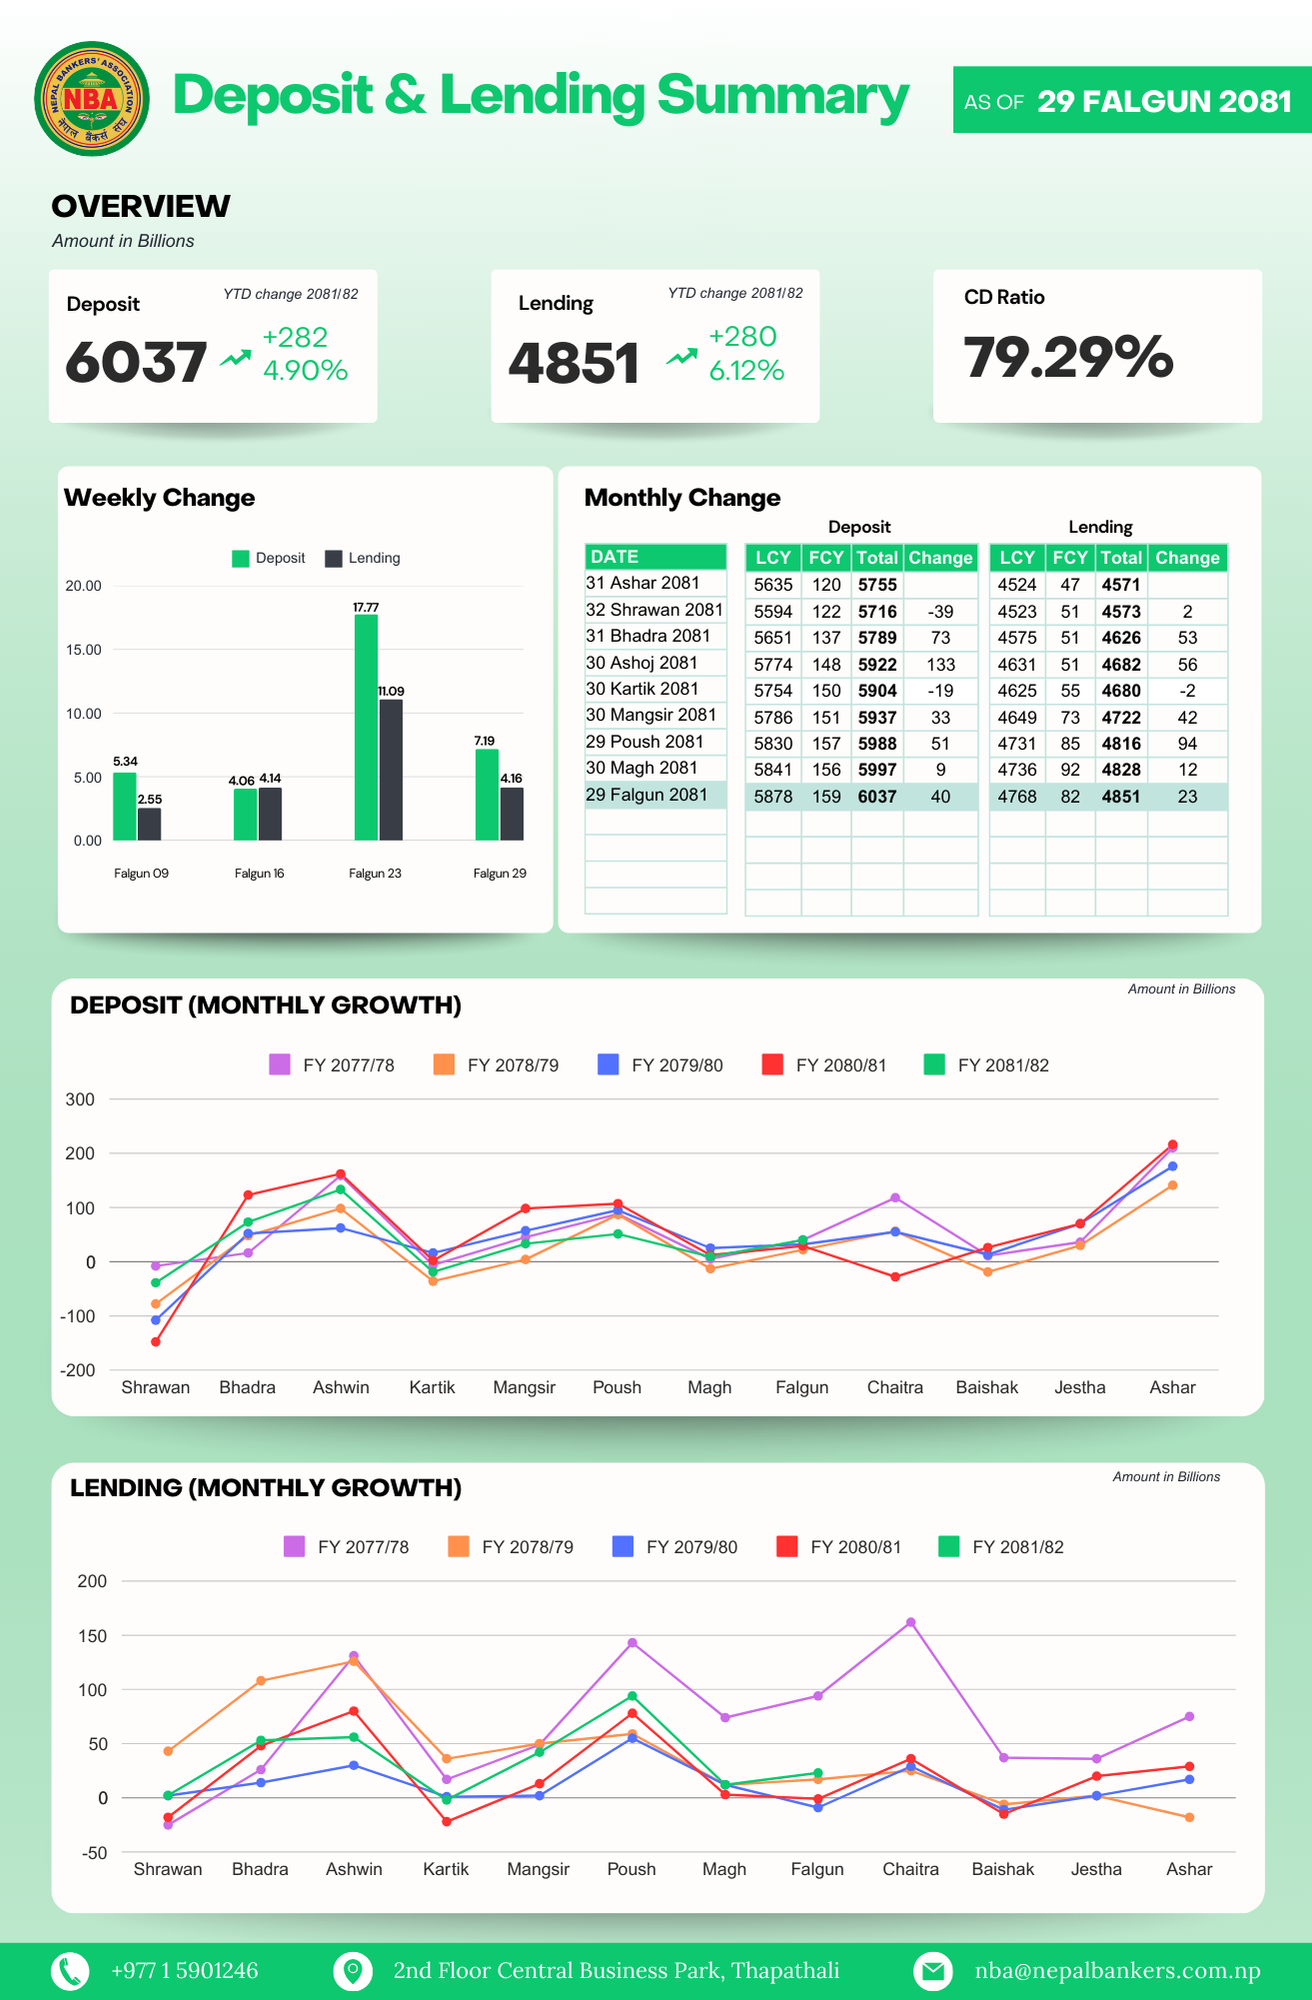 NEPAL BANKERS' ASSOCIATION
NBA
नेपाल बैंकर्स संघ
Deposit & Lending Summary
AS OF 29 FALGUN 2081
OVERVIEW
Amount in Billions
Deposit
YTD change 2081/82
6037
+282
4.90%
Lending
YTD change 2081/82
4851
+280
6.12%
CD Ratio
79.29%
Weekly Change
Deposit Lending
20.00
15.00
10.00
5.00
0.00
5.34
2.55
4.06
4.14
17.77
11.09
7.19
4.16
Falgun 09 Falgun 16 Falgun 23 Falgun 29
Monthly Change
Deposit Lending
DATE LCY FCY Total Change LCY FCY Total Change
31 Ashar 2081 5635 120 5755 4524 47 4571
32 Shrawan 2081 5594 122 5716 -39 4523 51 4573 2
31 Bhadra 2081 5651 137 5789 73 4575 51 4626 53
30 Ashoj 2081 5774 148 5922 133 4631 51 4682 56
30 Kartik 2081 5754 150 5904 -19 4625 55 4680 -2
30 Mangsir 2081 5786 151 5937 33 4649 73 4722 42
29 Poush 2081 5830 157 5988 51 4731 85 4816 94
30 Magh 2081 5841 156 5997 9 4736 92 4828 12
29 Falgun 2081 5878 159 6037 40 4768 82 4851 23
DEPOSIT (MONTHLY GROWTH)
Amount in Billions
FY 2077/78 FY 2078/79 FY 2079/80 FY 2080/81 FY 2081/82
300
200
100
0
-100
-200
Shrawan Bhadra Ashwin Kartik Mangsir Poush Magh Falgun Chaitra Baishak Jestha Ashar
LENDING (MONTHLY GROWTH)
Amount in Billions
FY 2077/78 FY 2078/79 FY 2079/80 FY 2080/81 FY 2081/82
200
150
100
50
0
-50
Shrawan Bhadra Ashwin Kartik Mangsir Poush Magh Falgun Chaitra Baishak Jestha Ashar
+977 1 5901246
2nd Floor Central Business Park, Thapathali
nba@nepalbankers.com.np